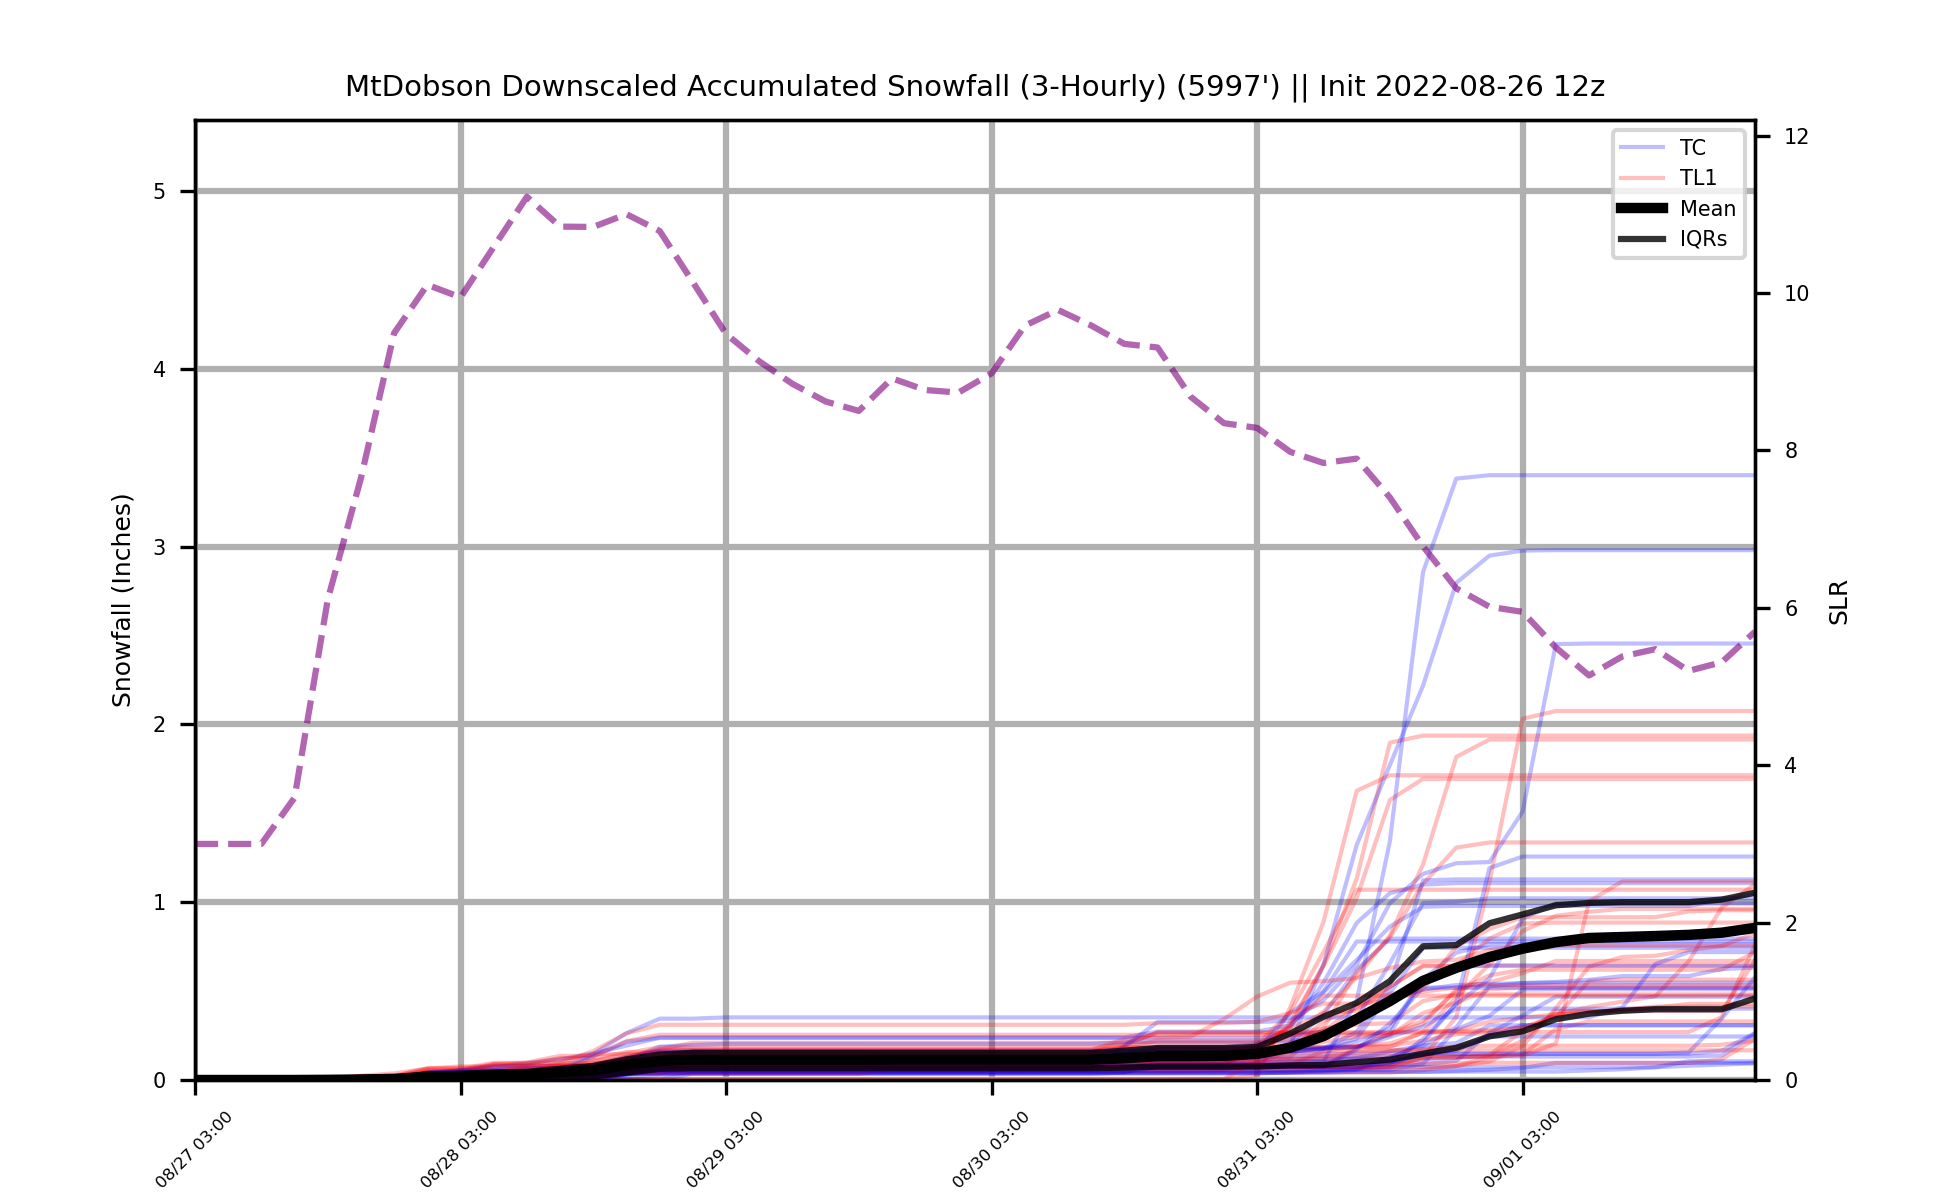 MtDobson Downscaled Accumulated Snowfall (3-Hourly) (5997') || Init 2022-08-26 12z
TC
TL1
Mean
IQRs
Snowfall (Inches)
5
4
3
2
1
0
12
10
8
6
4
2
0
SLR
08/27 03:00
08/28 03:00
08/29 03:00
08/30 03:00
08/31 03:00
09/01 03:00